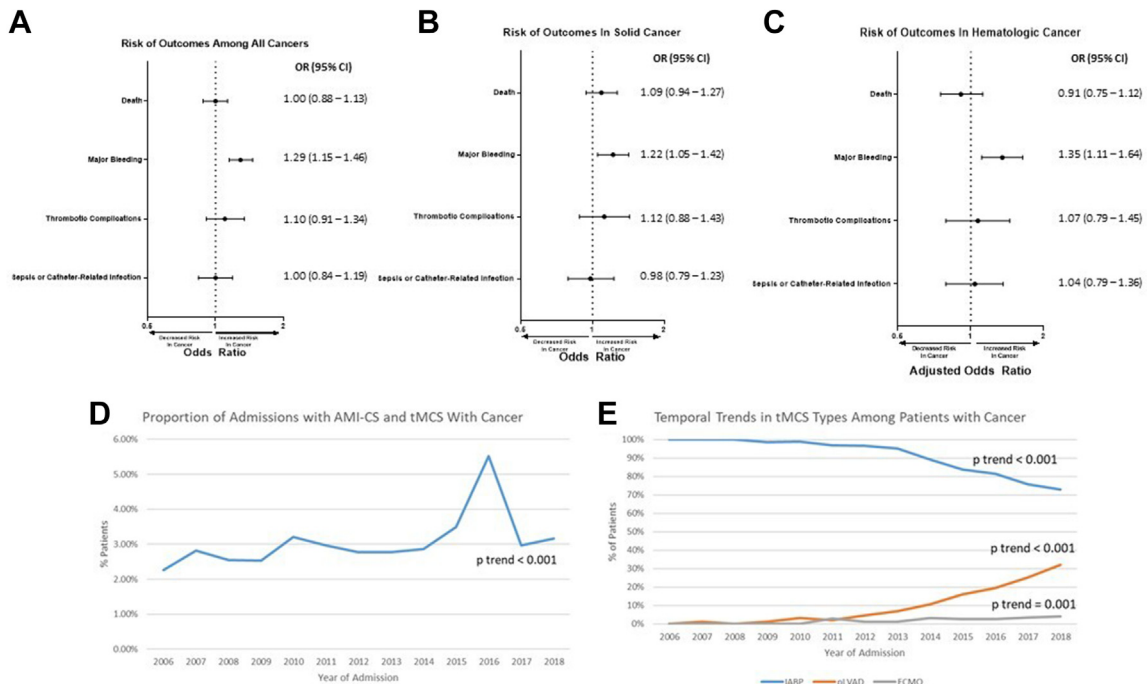 A
Risk of Outcomes Among All Cancers
OR (95% CI)
Death
1.00 (0.88 – 1.13)
Major Bleeding
1.29 (1.15 – 1.46)
Thrombotic Complications
1.10 (0.91 – 1.34)
Sepsis or Catheter-Related Infection
1.00 (0.84 – 1.19)
0.5 1 2
Decreased Risk In Cancer
Increased Risk In Cancer
Odds Ratio
B
Risk of Outcomes In Solid Cancer
OR (95% CI)
Death
1.09 (0.94 – 1.27)
Major Bleeding
1.22 (1.05 – 1.42)
Thrombotic Complications
1.12 (0.88 – 1.43)
Sepsis or Catheter-Related Infection
0.98 (0.79 – 1.23)
0.5 1 2
Decreased Risk In Cancer
Increased Risk In Cancer
Odds Ratio
C
Risk of Outcomes In Hematologic Cancer
OR (95% CI)
Death
0.91 (0.75 – 1.12)
Major Bleeding
1.35 (1.11 – 1.64)
Thrombotic Complications
1.07 (0.79 – 1.45)
Sepsis or Catheter-Related Infection
1.04 (0.79 – 1.36)
0.5 1 2
Decreased Risk In Cancer
Increased Risk In Cancer
Adjusted Odds Ratio
D
Proportion of Admissions with AMI-CS and tMCS With Cancer
6.00%
5.00%
4.00%
3.00%
2.00%
1.00%
0.00%
% Patients
p trend < 0.001
2006 2007 2008 2009 2010 2011 2012 2013 2014 2015 2016 2017 2018
Year of Admission
E
Temporal Trends in tMCS Types Among Patients with Cancer
100%
90%
80%
70%
60%
50%
40%
30%
20%
10%
0%
% of Patients
p trend < 0.001
p trend < 0.001
p trend = 0.001
2006 2007 2008 2009 2010 2011 2012 2013 2014 2015 2016 2017 2018
Year of Admission
IABP pLVAD ECMO